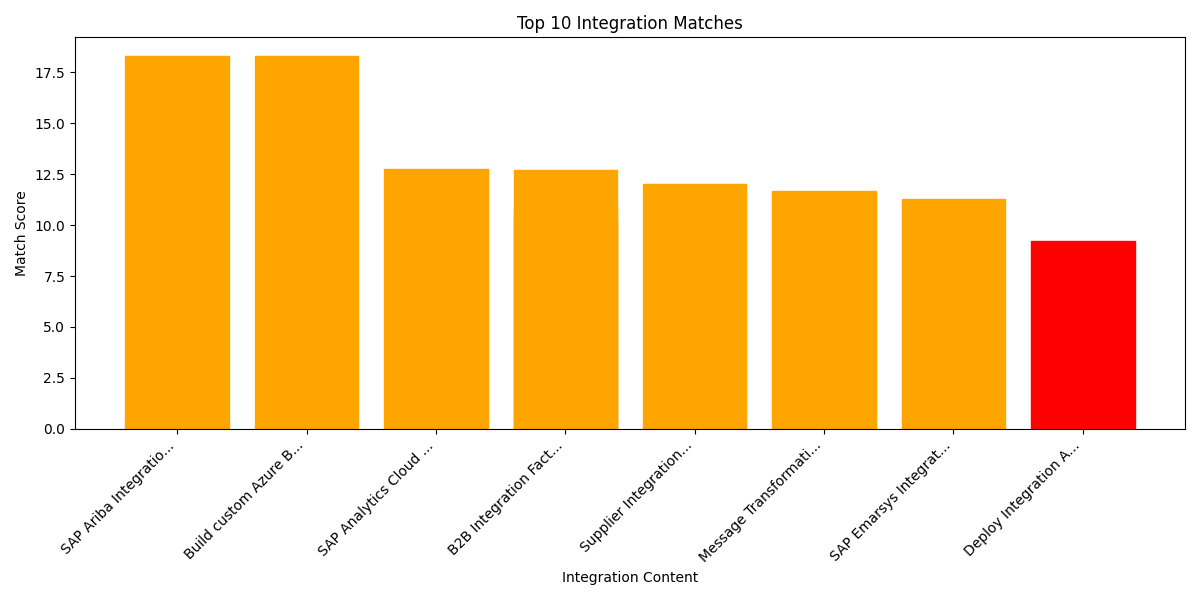 Top 10 Integration Matches
Match Score
17.5
15.0
12.5
10.0
7.5
5.0
2.5
0.0
SAP Ariba Integratio...
Build custom Azure B...
SAP Analytics Cloud ...
B2B Integration Fact...
Supplier Integration...
Message Transformati...
SAP Emarsys Integrat...
Deploy Integration A...
Integration Content